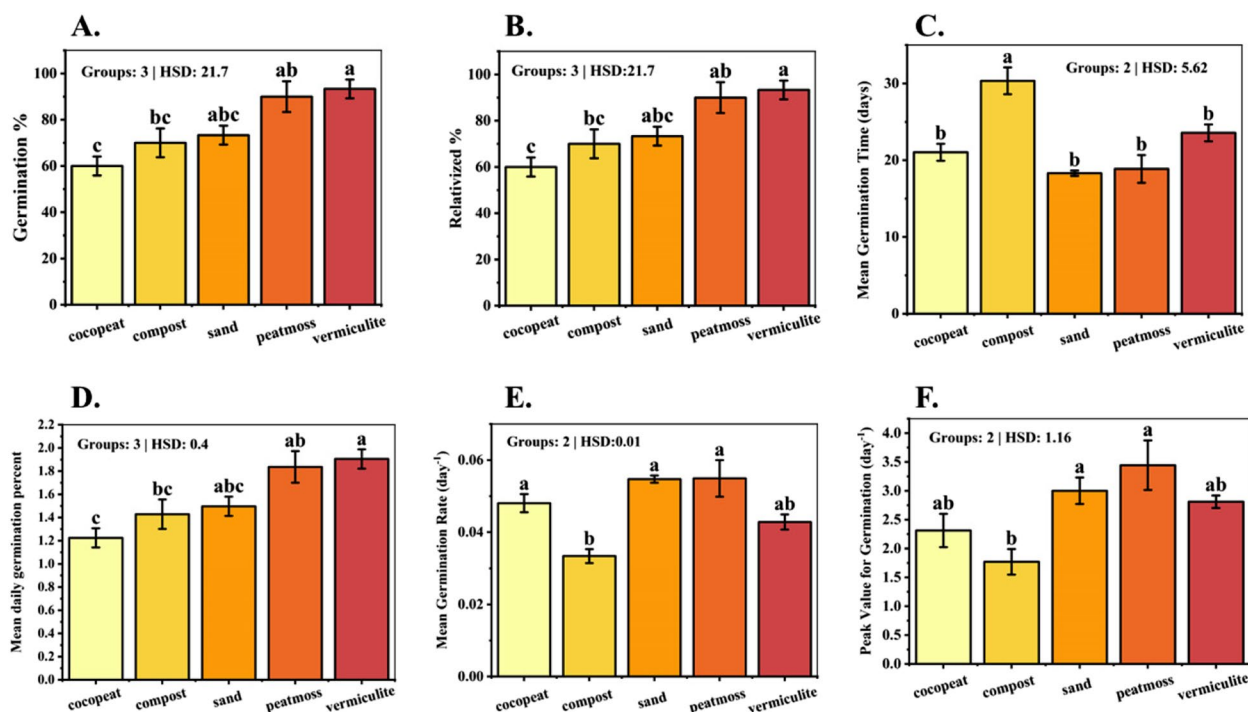 A.
Groups: 3 | HSD: 21.7
Germination %
100
80
60
40
20
0
c
bc
abc
ab
a
cocopeat
compost
sand
peatmoss
vermiculite
B.
Groups: 3 | HSD:21.7
Relativized %
100
80
60
40
20
0
c
bc
abc
ab
a
cocopeat
compost
sand
peatmoss
vermiculite
C.
Groups: 2 | HSD: 5.62
Mean Germination Time (days)
30
20
10
0
b
a
b
b
b
cocopeat
compost
sand
peatmoss
vermiculite
D.
Groups: 3 | HSD: 0.4
Mean daily germination percent
2.2
2.0
1.8
1.6
1.4
1.2
1.0
0.8
0.6
0.4
0.2
0.0
c
bc
abc
ab
a
cocopeat
compost
sand
peatmoss
vermiculite
E.
Groups: 2 | HSD:0.01
Mean Germination Rate (day⁻¹)
0.06
0.04
0.02
0.00
a
b
a
a
ab
cocopeat
compost
sand
peatmoss
vermiculite
F.
Groups: 2 | HSD: 1.16
Peak Value for Germination (day⁻¹)
4.0
3.5
3.0
2.5
2.0
1.5
1.0
0.5
0.0
ab
b
a
a
ab
cocopeat
compost
sand
peatmoss
vermiculite